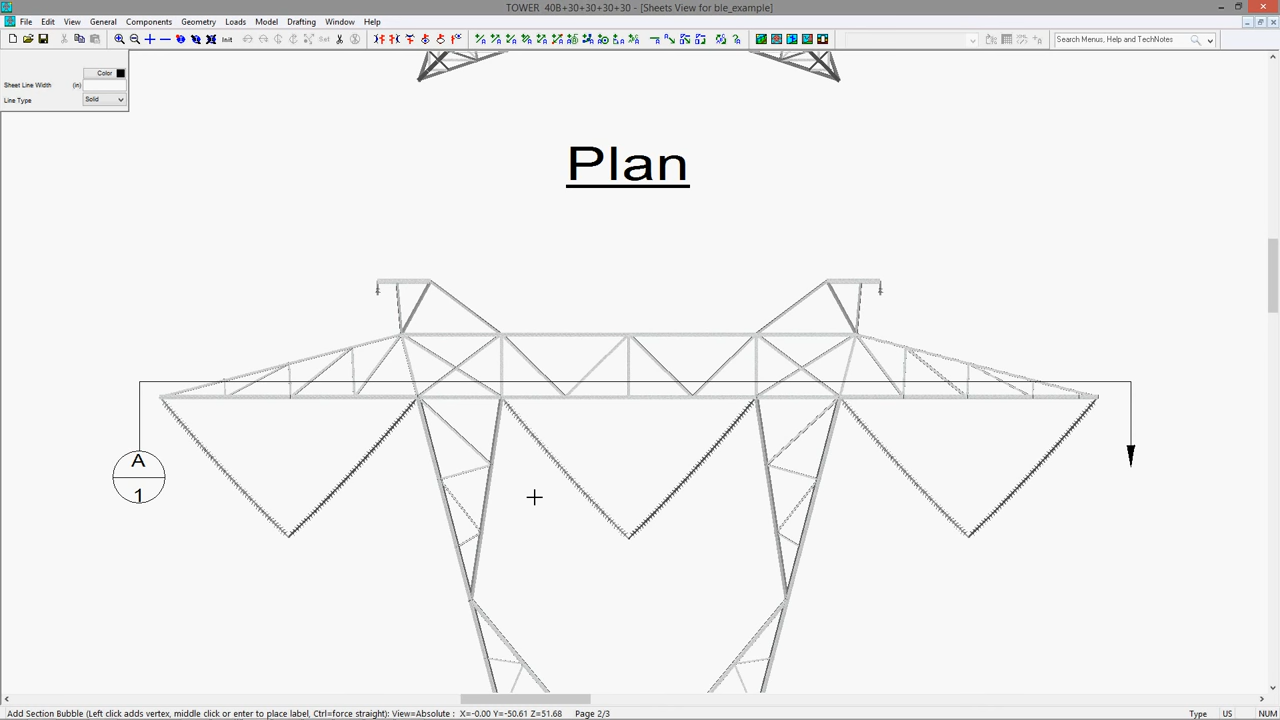 TOWER 40B+30+30+30+30 - [Sheets View for ble_example]
File Edit View General Components Geometry Loads Model Drafting Window Help
Init
Set
Search Menus, Help and TechNotes
Color
Sheet Line Width (in)
Line Type Solid
Plan
A
1
Add Section Bubble (Left click adds vertex, middle click or enter to place label, Ctrl=force straight): View=Absolute : X=-0.00 Y=-50.61 Z=51.68 Page 2/3 Type US NUM